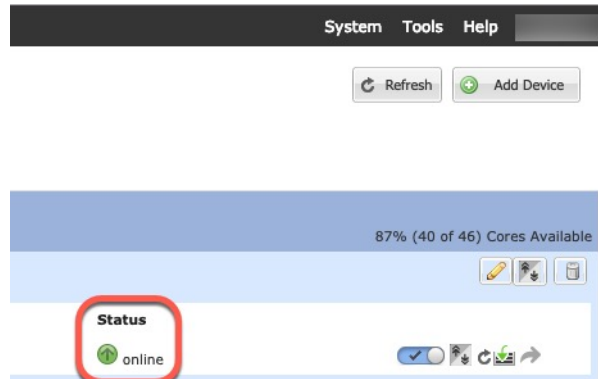 System Tools Help
Refresh Add Device
87% (40 of 46) Cores Available
Status
online